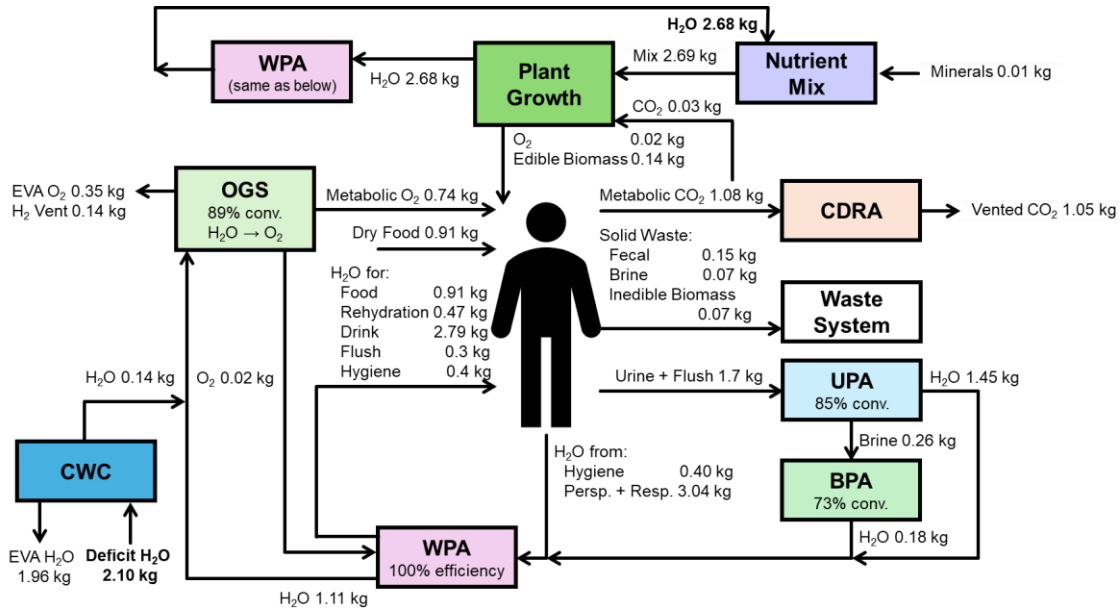 H₂O 2.68 kg
WPA
(same as below)
H₂O 2.68 kg
Plant
Growth
Mix 2.69 kg
Nutrient
Mix
Minerals 0.01 kg
CO₂ 0.03 kg
O₂ 0.02 kg
Edible Biomass 0.14 kg
EVA O₂ 0.35 kg
H₂ Vent 0.14 kg
OGS
89% conv.
H₂O → O₂
Metabolic O₂ 0.74 kg
Dry Food 0.91 kg
Metabolic CO₂ 1.08 kg
CDRA
Vented CO₂ 1.05 kg
H₂O for:
Food 0.91 kg
Rehydration 0.47 kg
Drink 2.79 kg
Flush 0.3 kg
Hygiene 0.4 kg
Solid Waste:
Fecal 0.15 kg
Brine 0.07 kg
Inedible Biomass
0.07 kg
Waste
System
H₂O 0.14 kg
O₂ 0.02 kg
Urine + Flush 1.7 kg
UPA
85% conv.
H₂O 1.45 kg
Brine 0.26 kg
BPA
73% conv.
H₂O 0.18 kg
CWC
EVA H₂O
1.96 kg
Deficit H₂O
2.10 kg
H₂O from:
Hygiene 0.40 kg
Persp. + Resp. 3.04 kg
WPA
100% efficiency
H₂O 1.11 kg